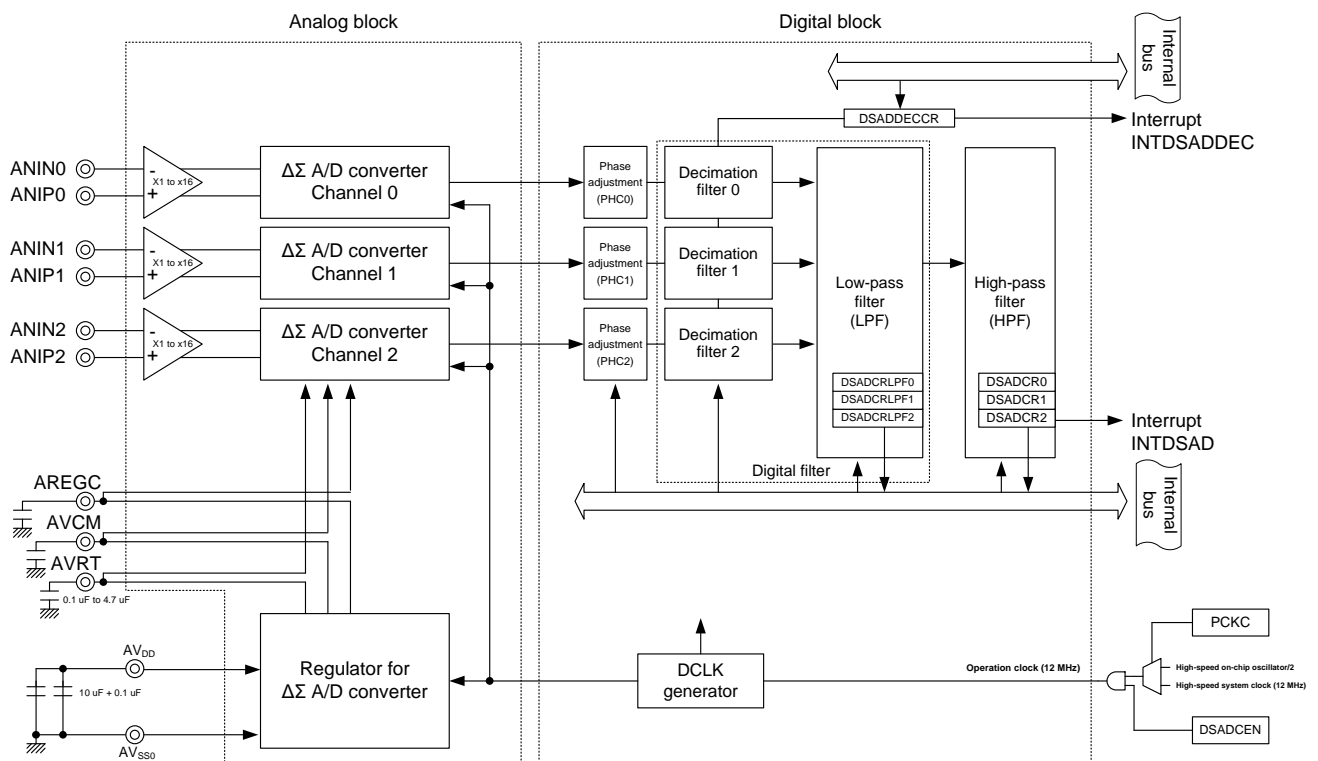 Analog block
Digital block
Internal
bus
DSADDECCR
Interrupt
INTDSADDEC
ANIN0
ANIP0
-
+
X1 to x16
ΔΣ A/D converter
Channel 0
Phase
adjustment
(PHC0)
Decimation
filter 0
ANIN1
ANIP1
-
+
X1 to x16
ΔΣ A/D converter
Channel 1
Phase
adjustment
(PHC1)
Decimation
filter 1
Low-pass
filter
(LPF)
High-pass
filter
(HPF)
ANIN2
ANIP2
-
+
X1 to x16
ΔΣ A/D converter
Channel 2
Phase
adjustment
(PHC2)
Decimation
filter 2
DSADCRLPF0
DSADCRLPF1
DSADCRLPF2
DSADCR0
DSADCR1
DSADCR2
Interrupt
INTDSAD
Digital filter
Internal
bus
AREGC
AVCM
AVRT
0.1 uF to 4.7 uF
AVDD
10 uF + 0.1 uF
AVSS0
Regulator for
ΔΣ A/D converter
DCLK
generator
Operation clock (12 MHz)
PCKC
High-speed on-chip oscillator/2
High-speed system clock (12 MHz)
DSADCEN